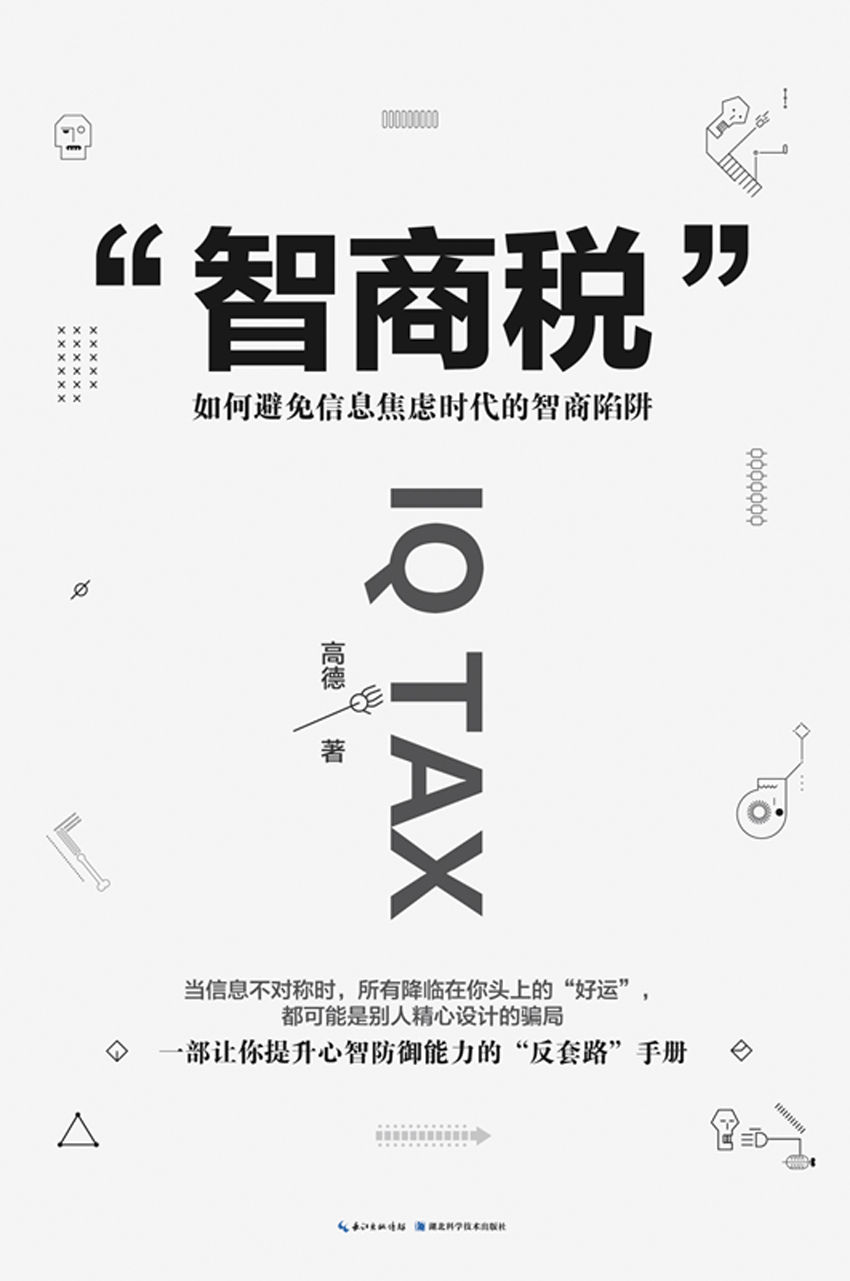 “智商税”
如何避免信息焦虑时代的智商陷阱
IQ TAX
高德 著
当信息不对称时，所有降临在你头上的“好运”，
都可能是别人精心设计的骗局
一部让你提升心智防御能力的“反套路”手册
长江出版传媒 湖北科学技术出版社